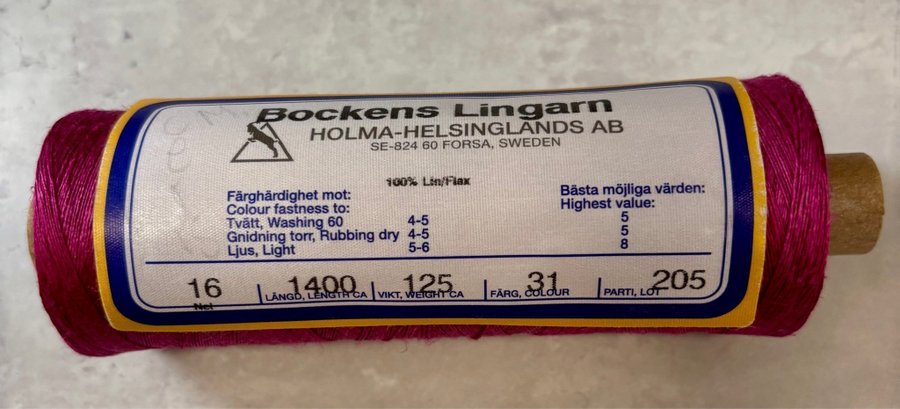 Bockens Lingarn
HOLMA-HELSINGLANDS AB
SE-824 60 FORSA, SWEDEN
100% Lin/Flax
Färghärdighet mot: Bästa möjliga värden:
Colour fastness to: Highest value:
Tvätt, Washing 60 4-5 5
Gnidning torr, Rubbing dry 4-5 5
Ljus, Light 5-6 8
16 1400 125 31 205
Nel LÄNGD, LENGTH CA VIKT, WEIGHT CA FÄRG, COLOUR PARTI, LOT